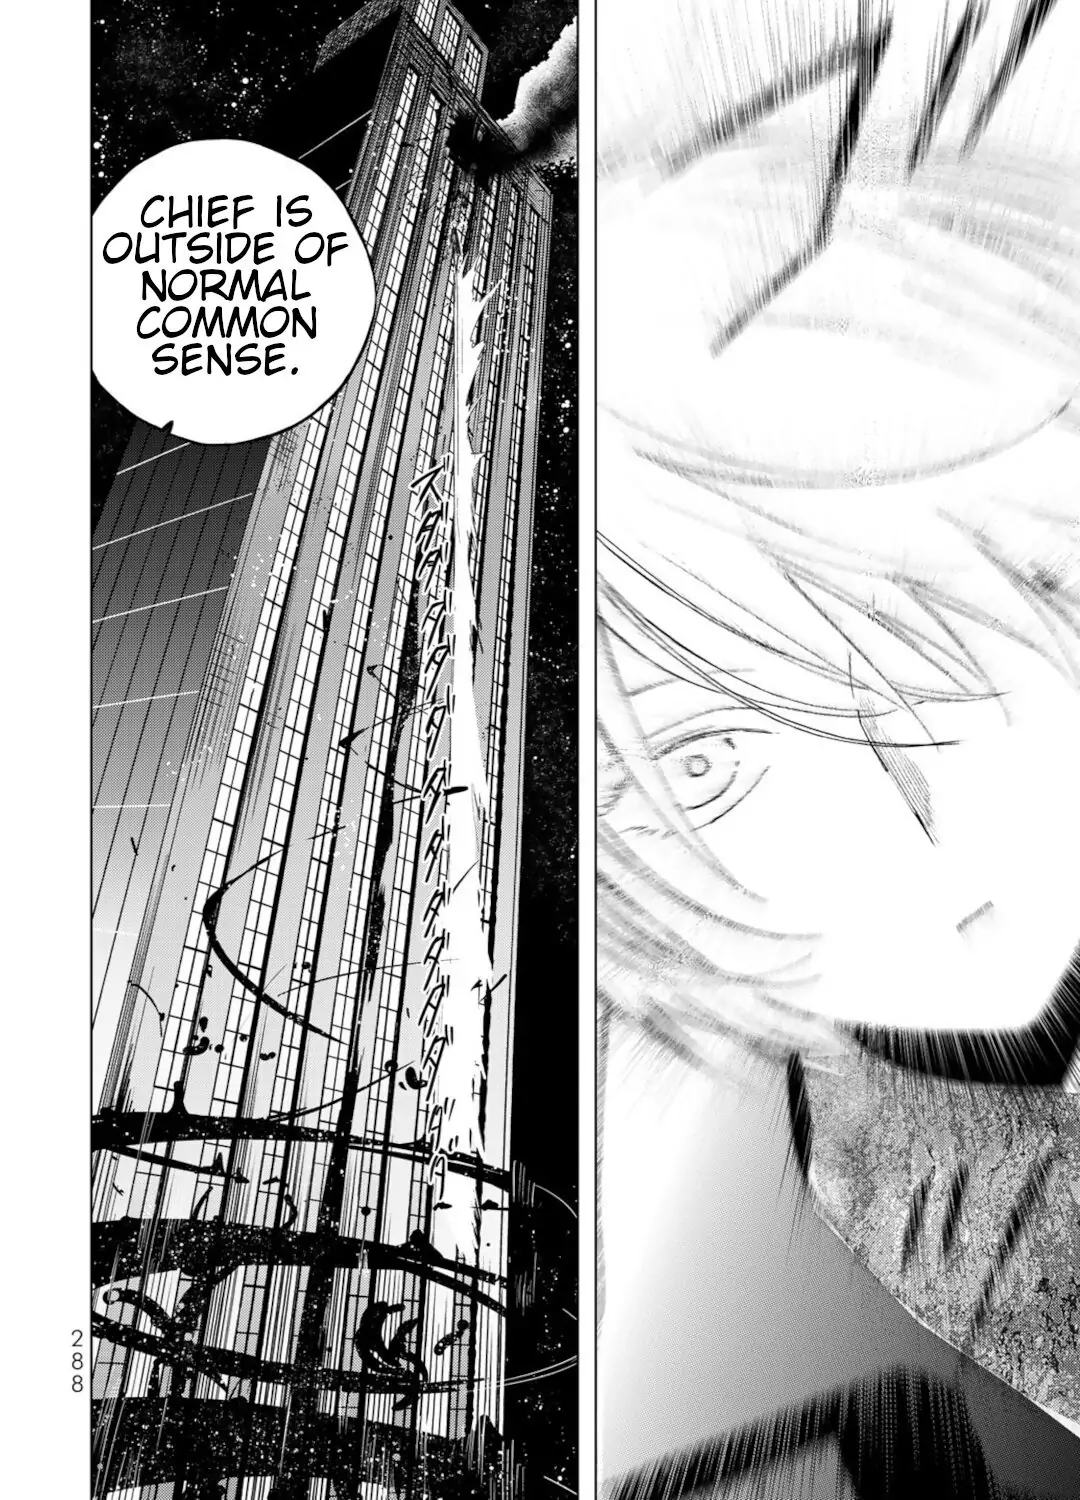 CHIEF IS
OUTSIDE OF
NORMAL
COMMON
SENSE.
288